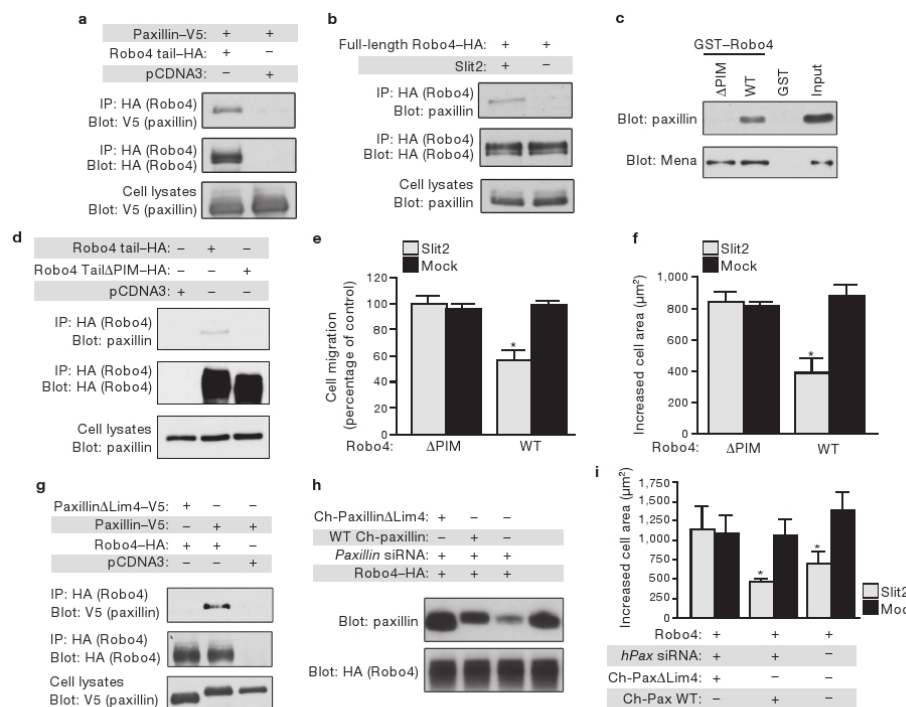 a
Paxillin–V5: + +
Robo4 tail–HA: + –
pCDNA3: – +
IP: HA (Robo4)
Blot: V5 (paxillin)
IP: HA (Robo4)
Blot: HA (Robo4)
Cell lysates
Blot: V5 (paxillin)
b
Full-length Robo4–HA: + +
Slit2: + –
IP: HA (Robo4)
Blot: paxillin
IP: HA (Robo4)
Blot: HA (Robo4)
Cell lysates
Blot: paxillin
c
GST–Robo4
ΔPIM WT GST Input
Blot: paxillin
Blot: Mena
d
Robo4 tail–HA: – + –
Robo4 TailΔPIM–HA: – – +
pCDNA3: + – –
IP: HA (Robo4)
Blot: paxillin
IP: HA (Robo4)
Blot: HA (Robo4)
Cell lysates
Blot: paxillin
e
Slit2
Mock
Cell migration
(percentage of control)
120
100
80
60
40
20
0
*
Robo4: ΔPIM WT
f
Slit2
Mock
Increased cell area (μm²)
1,000
800
600
400
200
0
*
Robo4: ΔPIM WT
g
PaxillinΔLim4–V5: + – –
Paxillin–V5: – + +
Robo4–HA: + + –
pCDNA3: – – +
IP: HA (Robo4)
Blot: V5 (paxillin)
IP: HA (Robo4)
Blot: HA (Robo4)
Cell lysates
Blot: V5 (paxillin)
h
Ch-PaxillinΔLim4: + – –
WT Ch-paxillin: – + –
Paxillin siRNA: + + +
Robo4–HA: + + +
Blot: paxillin
Blot: HA (Robo4)
i
Increased cell area (μm²)
1,750
1,500
1,250
1,000
750
500
250
0
* *
Slit2
Moc
Robo4: + + +
hPax siRNA: + + –
Ch-PaxΔLim4: + – –
Ch-Pax WT: – + –